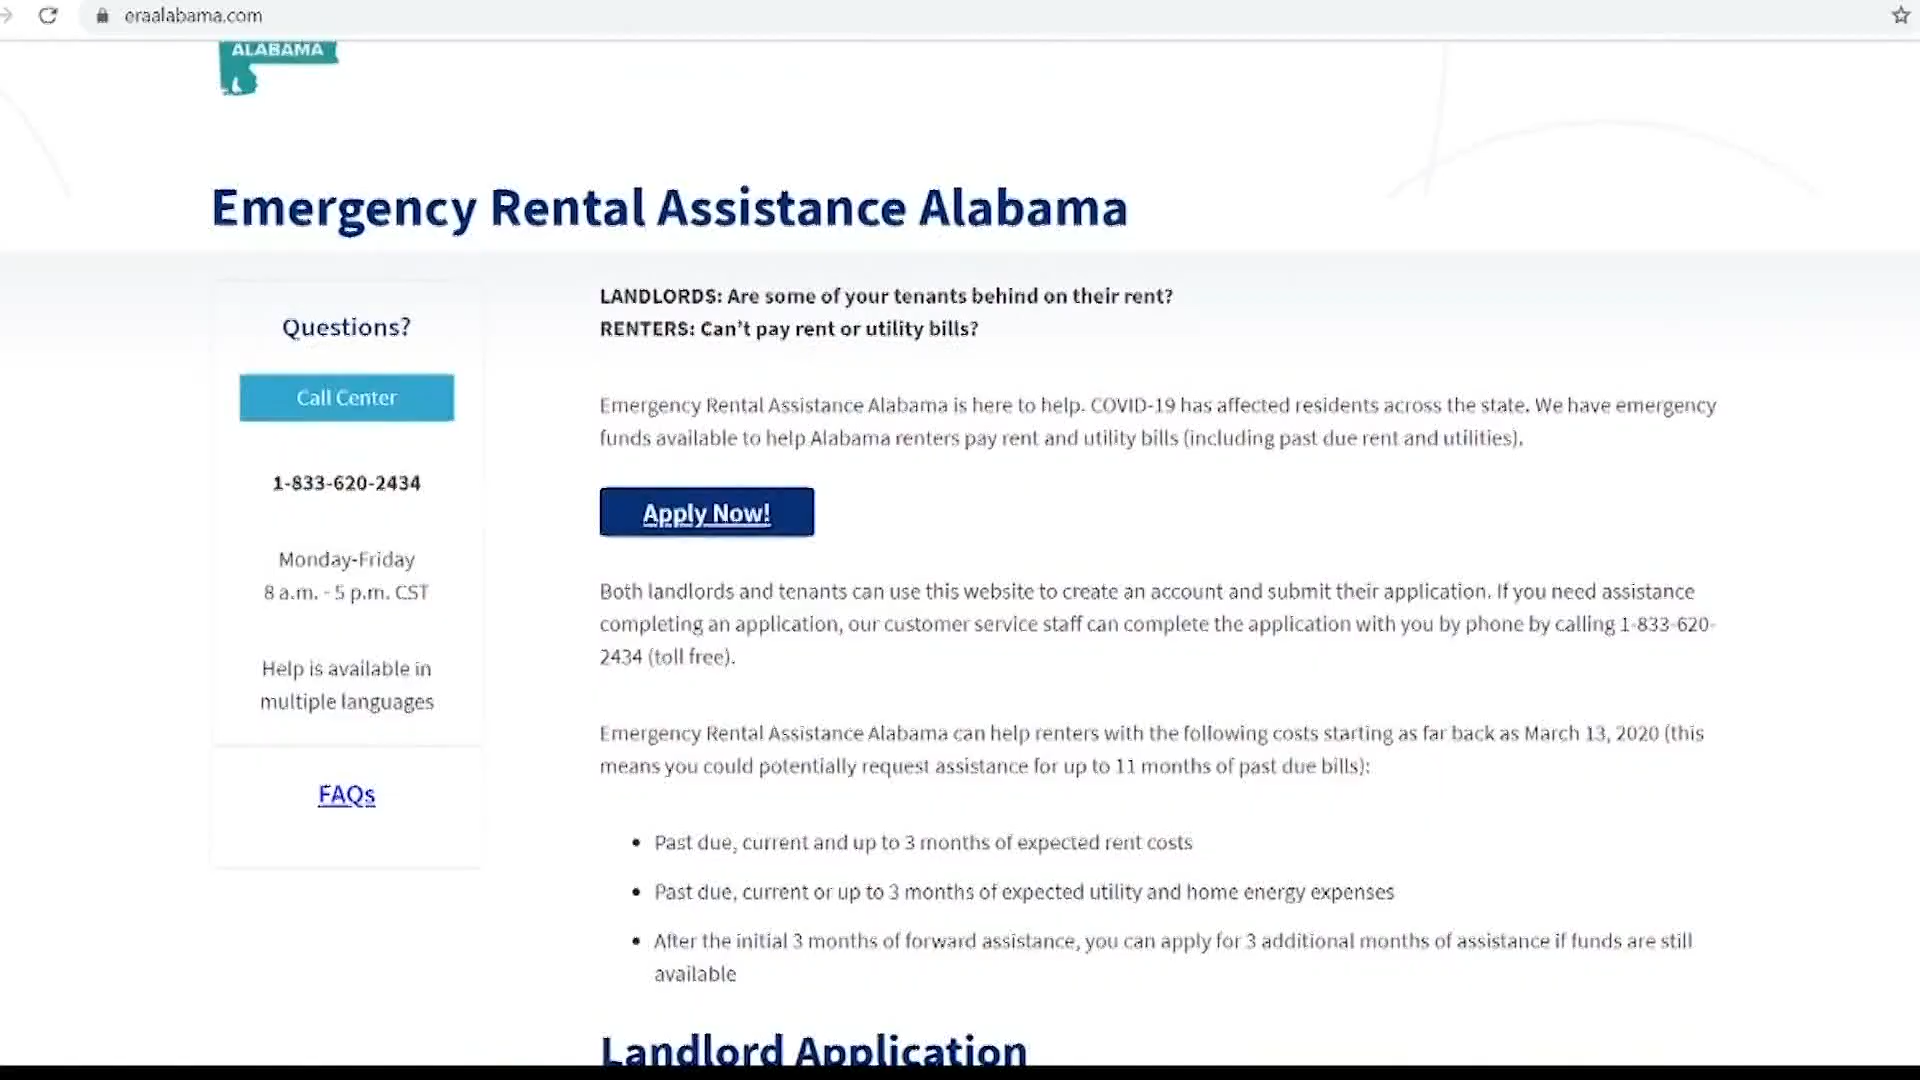 eraalabama.com
ALABAMA
Emergency Rental Assistance Alabama
Questions?
Call Center
1-833-620-2434
Monday-Friday
8 a.m. - 5 p.m. CST
Help is available in
multiple languages
FAQs
LANDLORDS: Are some of your tenants behind on their rent?
RENTERS: Can't pay rent or utility bills?
Emergency Rental Assistance Alabama is here to help. COVID-19 has affected residents across the state. We have emergency
funds available to help Alabama renters pay rent and utility bills (including past due rent and utilities).
Apply Now!
Both landlords and tenants can use this website to create an account and submit their application. If you need assistance
completing an application, our customer service staff can complete the application with you by phone by calling 1-833-620-
2434 (toll free).
Emergency Rental Assistance Alabama can help renters with the following costs starting as far back as March 13, 2020 (this
means you could potentially request assistance for up to 11 months of past due bills):
• Past due, current and up to 3 months of expected rent costs
• Past due, current or up to 3 months of expected utility and home energy expenses
• After the initial 3 months of forward assistance, you can apply for 3 additional months of assistance if funds are still
available
Landlord Application